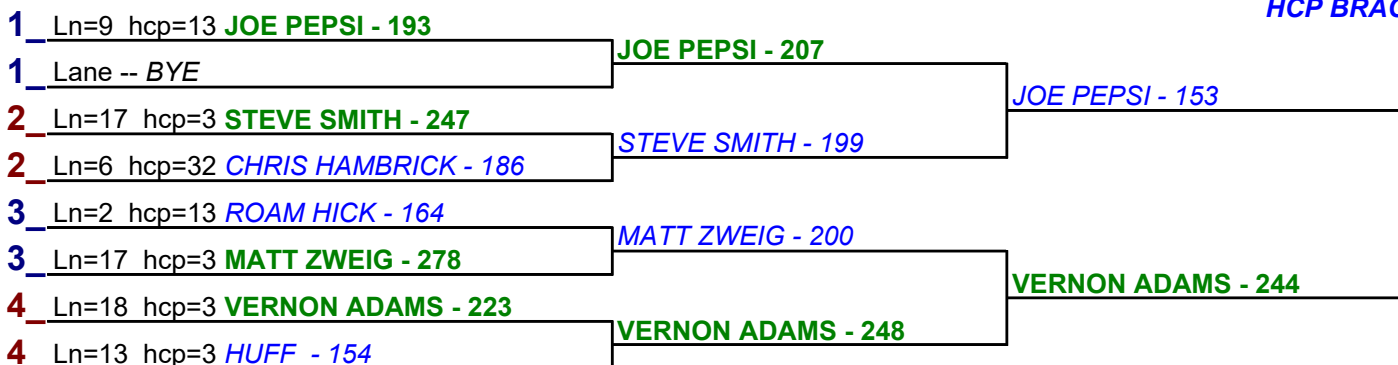 HCP BRAC
1_ Ln=9 hcp=13 JOE PEPSI - 193
JOE PEPSI - 207
1_ Lane -- BYE
JOE PEPSI - 153
2_ Ln=17 hcp=3 STEVE SMITH - 247
STEVE SMITH - 199
2_ Ln=6 hcp=32 CHRIS HAMBRICK - 186
3_ Ln=2 hcp=13 ROAM HICK - 164
MATT ZWEIG - 200
3_ Ln=17 hcp=3 MATT ZWEIG - 278
VERNON ADAMS - 244
4_ Ln=18 hcp=3 VERNON ADAMS - 223
VERNON ADAMS - 248
4 Ln=13 hcp=3 HUFF - 154